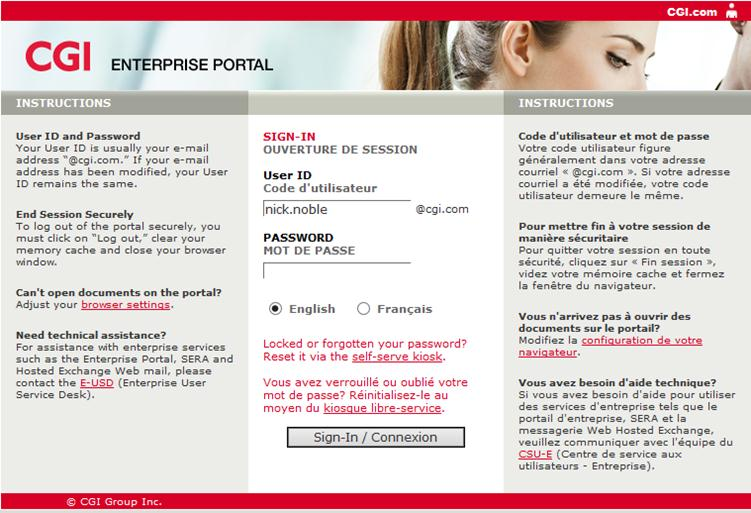 CGI.com
CGI ENTERPRISE PORTAL
INSTRUCTIONS
User ID and Password
Your User ID is usually your e-mail
address "@cgi.com." If your e-mail
address has been modified, your User
ID remains the same.
End Session Securely
To log out of the portal securely, you
must click on "Log out," clear your
memory cache and close your browser
window.
Can't open documents on the portal?
Adjust your browser settings.
Need technical assistance?
For assistance with enterprise services
such as the Enterprise Portal, SERA and
Hosted Exchange Web mail, please
contact the E-USD (Enterprise User
Service Desk).
SIGN-IN
OUVERTURE DE SESSION
User ID
Code d'utilisateur
nick.noble @cgi.com
PASSWORD
MOT DE PASSE
English Français
Locked or forgotten your password?
Reset it via the self-serve kiosk.
Vous avez verrouillé ou oublié votre
mot de passe? Réinitialisez-le au
moyen du kiosque libre-service.
Sign-In / Connexion
INSTRUCTIONS
Code d'utilisateur et mot de passe
Votre code utilisateur figure
généralement dans votre adresse
courriel « @cgi.com ». Si votre adresse
courriel a été modifiée, votre code
utilisateur demeure le même.
Pour mettre fin à votre session de
manière sécuritaire
Pour quitter votre session en toute
sécurité, cliquez sur « Fin session »,
videz votre mémoire cache et fermez
la fenêtre du navigateur.
Vous n'arrivez pas à ouvrir des
documents sur le portail?
Modifiez la configuration de votre
navigateur.
Vous avez besoin d'aide technique?
Si vous avez besoin d'aide pour utiliser
des services d'entreprise tels que le
portail d'entreprise, SERA et la
messagerie Web Hosted Exchange,
veuillez communiquer avec l'équipe du
CSU-E (Centre de service aux
utilisateurs - Entreprise).
© CGI Group Inc.